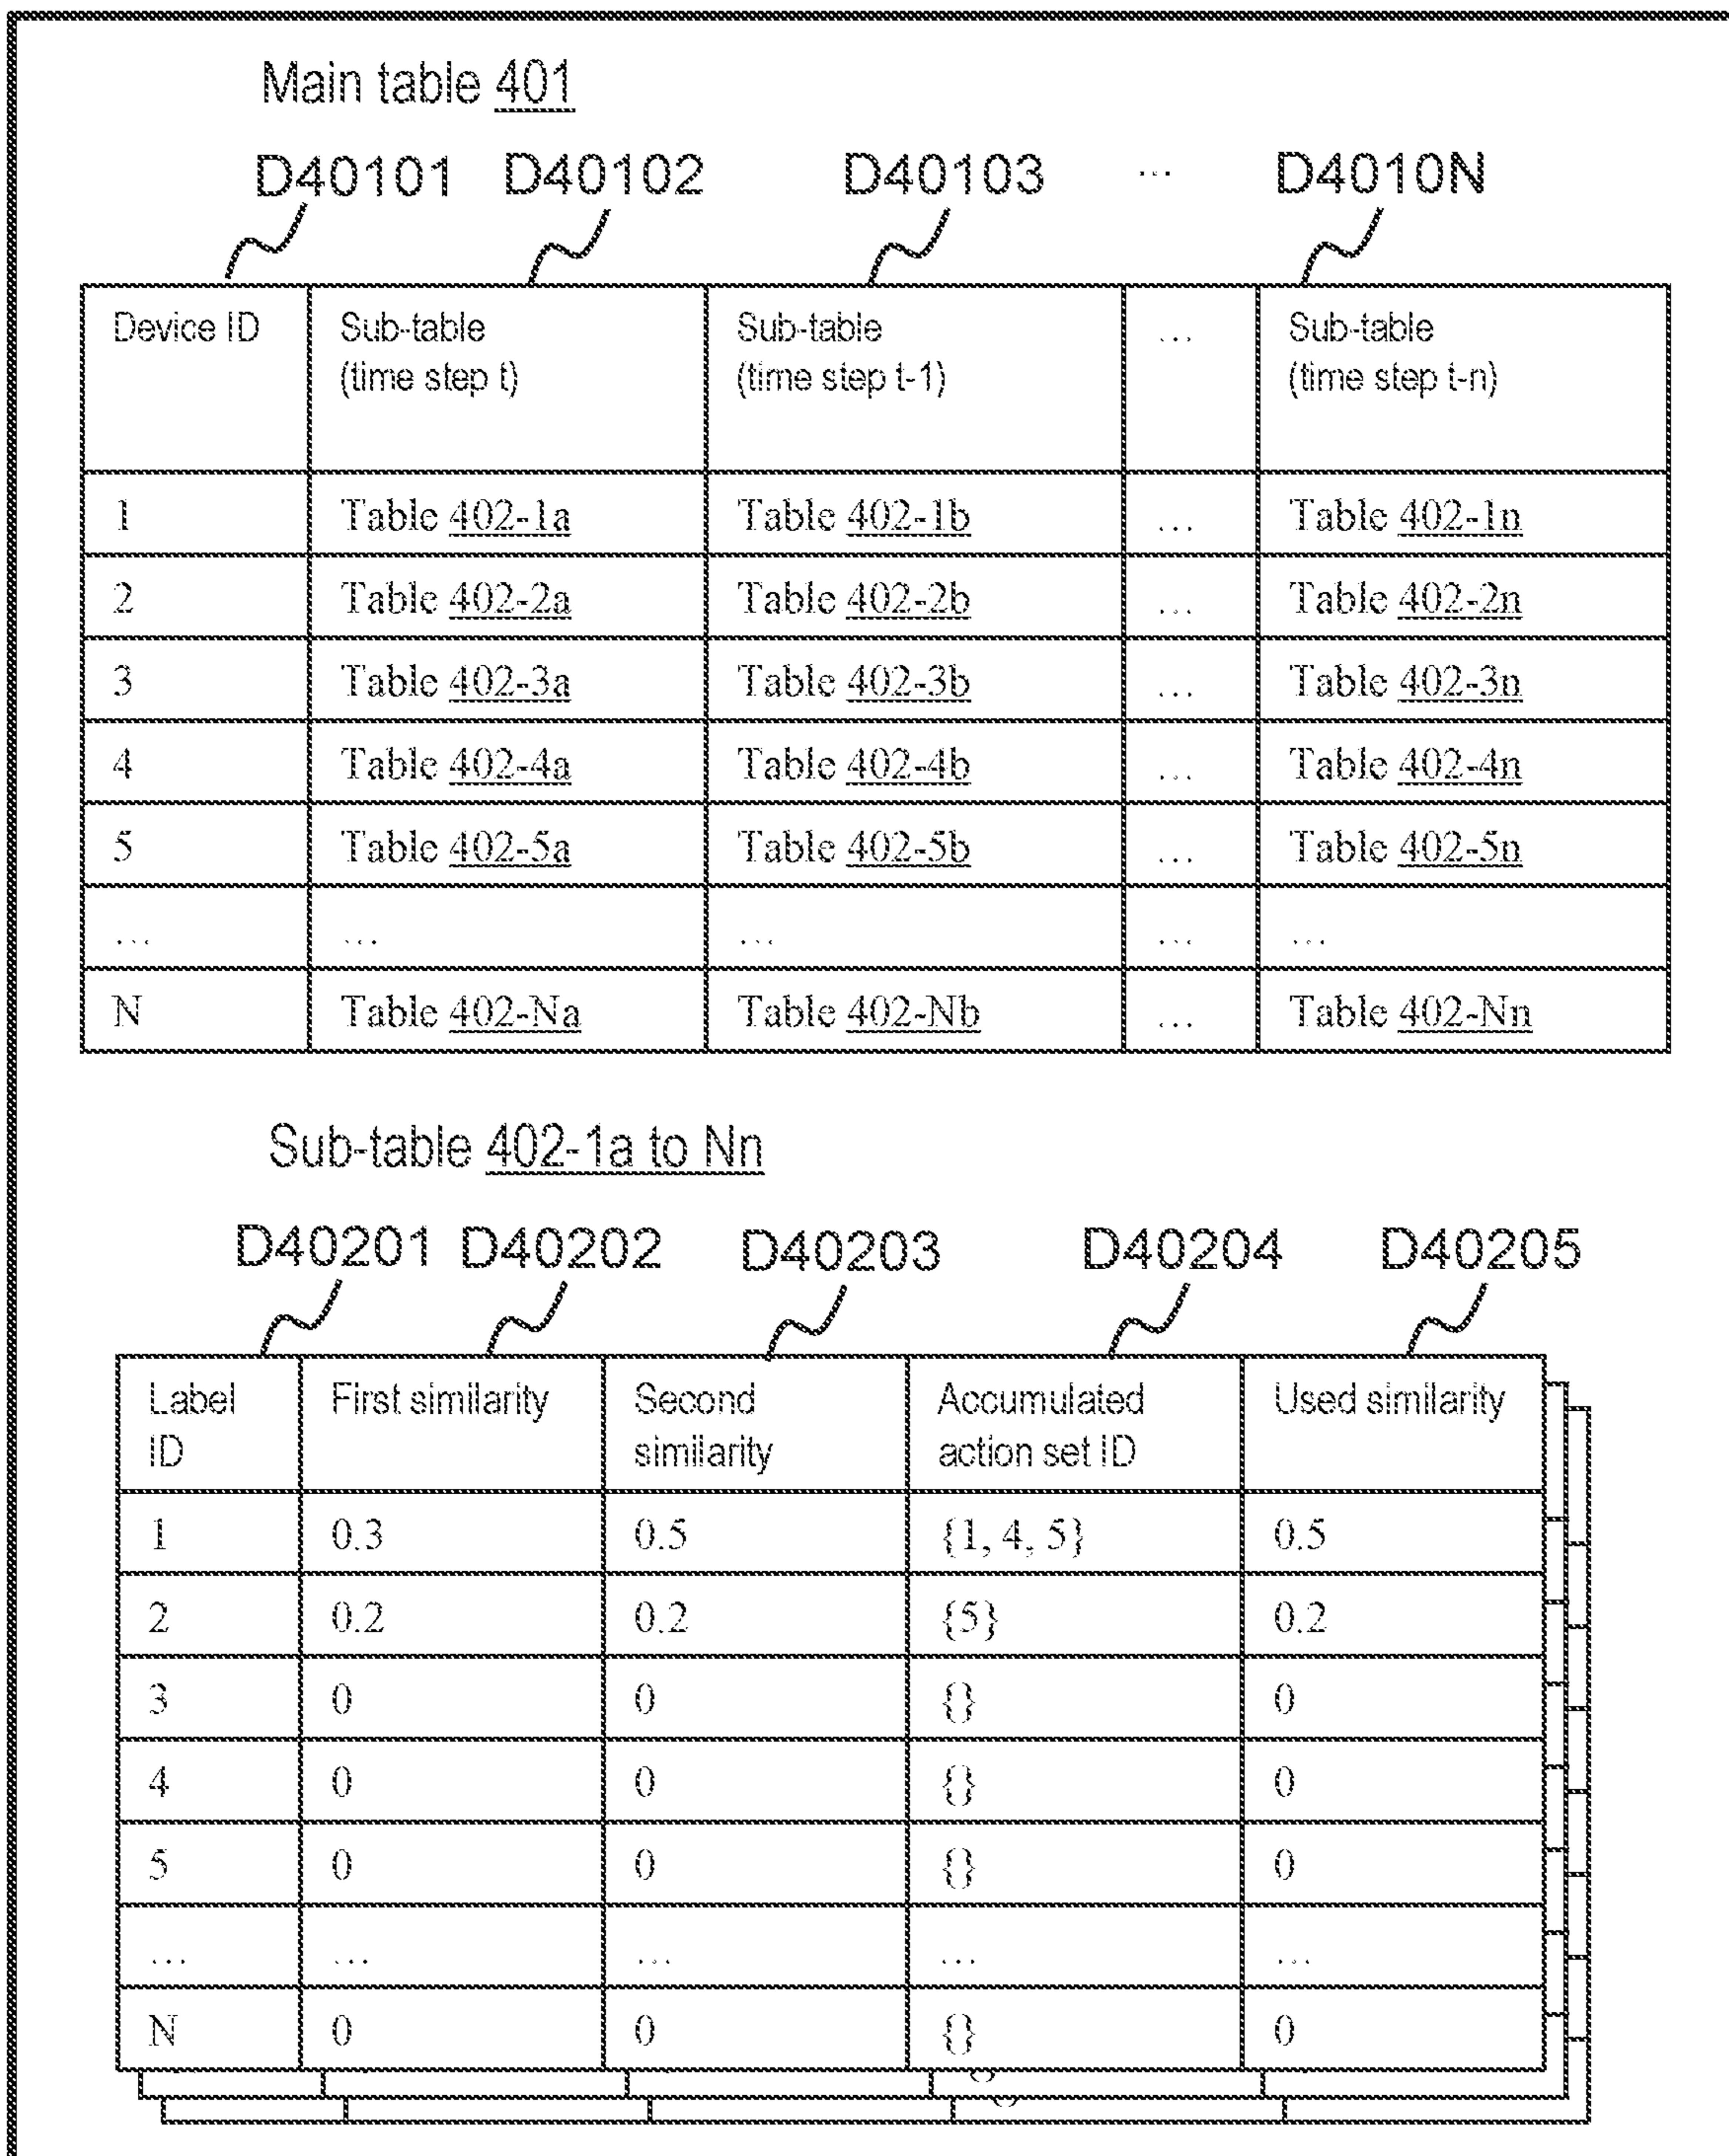 Main table 401
D40101 D40102 D40103 ... D4010N
Device ID Sub-table (time step t) Sub-table (time step t-1) ... Sub-table (time step t-n)
1 Table 402-1a Table 402-1b ... Table 402-1n
2 Table 402-2a Table 402-2b ... Table 402-2n
3 Table 402-3a Table 402-3b ... Table 402-3n
4 Table 402-4a Table 402-4b ... Table 402-4n
5 Table 402-5a Table 402-5b ... Table 402-5n
... ... ... ... ...
N Table 402-Na Table 402-Nb ... Table 402-Nn
Sub-table 402-1a to Nn
D40201 D40202 D40203 D40204 D40205
Label ID First similarity Second similarity Accumulated action set ID Used similarity
1 0.3 0.5 {1, 4, 5} 0.5
2 0.2 0.2 {5} 0.2
3 0 0 {} 0
4 0 0 {} 0
5 0 0 {} 0
... ... ... ... ...
N 0 0 {} 0